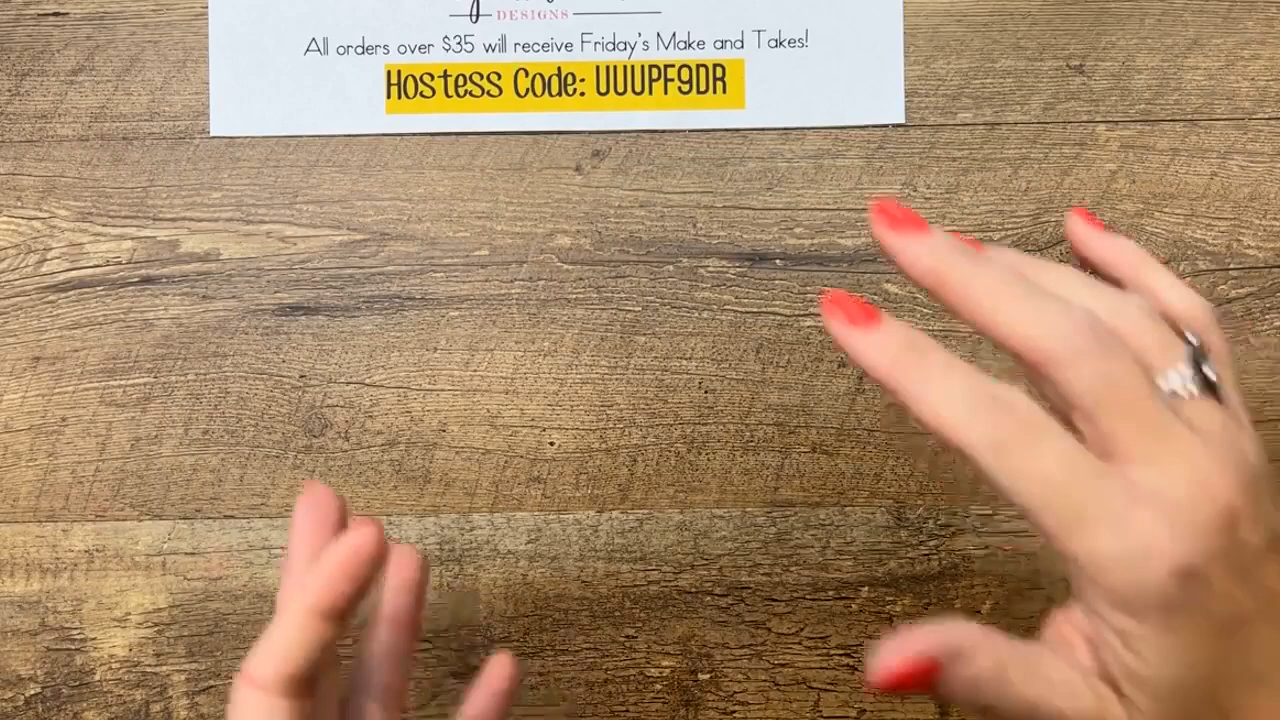 DESIGNS
All orders over $35 will receive Friday's Make and Takes!
Hostess Code: UUUPF9DR